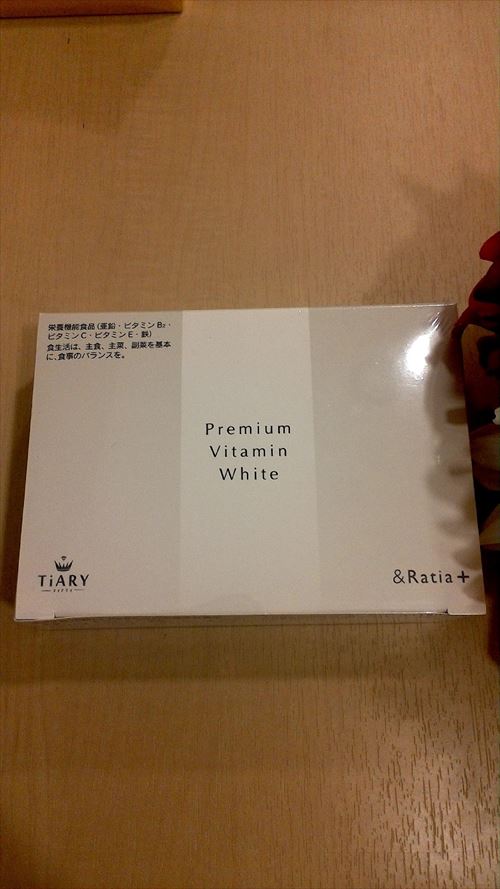 栄養機能食品(亜鉛・ビタミンB₂・
ビタミンC・ビタミンE・鉄)
食生活は、主食、主菜、副菜を基本
に、食事のバランスを。
Premium
Vitamin
White
TiARY
&Ratia+